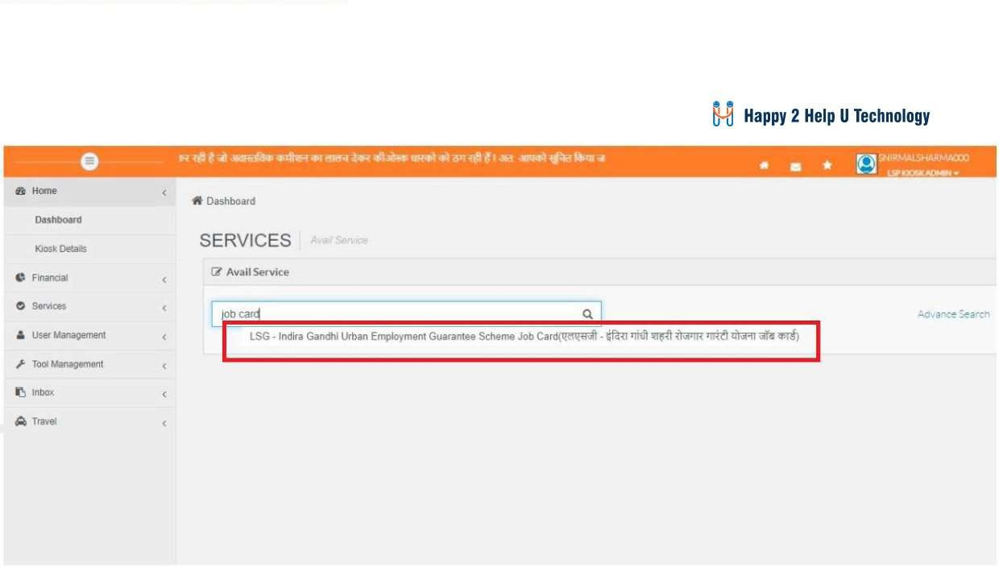 Happy 2 Help U Technology
कर रही है जो अवास्तविक कमीशन का लालच देकर कीओस्क धारको को ठग रही हैं । अतः आपको सूचित किया ज
SNIRMALSHARMA000
LSP KIOSK ADMIN
Home
Dashboard
Kiosk Details
Financial
Services
User Management
Tool Management
Inbox
Travel
Dashboard
SERVICES Avail Service
Avail Service
job card
Advance Search
LSG - Indira Gandhi Urban Employment Guarantee Scheme Job Card(एलएसजी - इंदिरा गांधी शहरी रोजगार गारंटी योजना जॉब कार्ड)